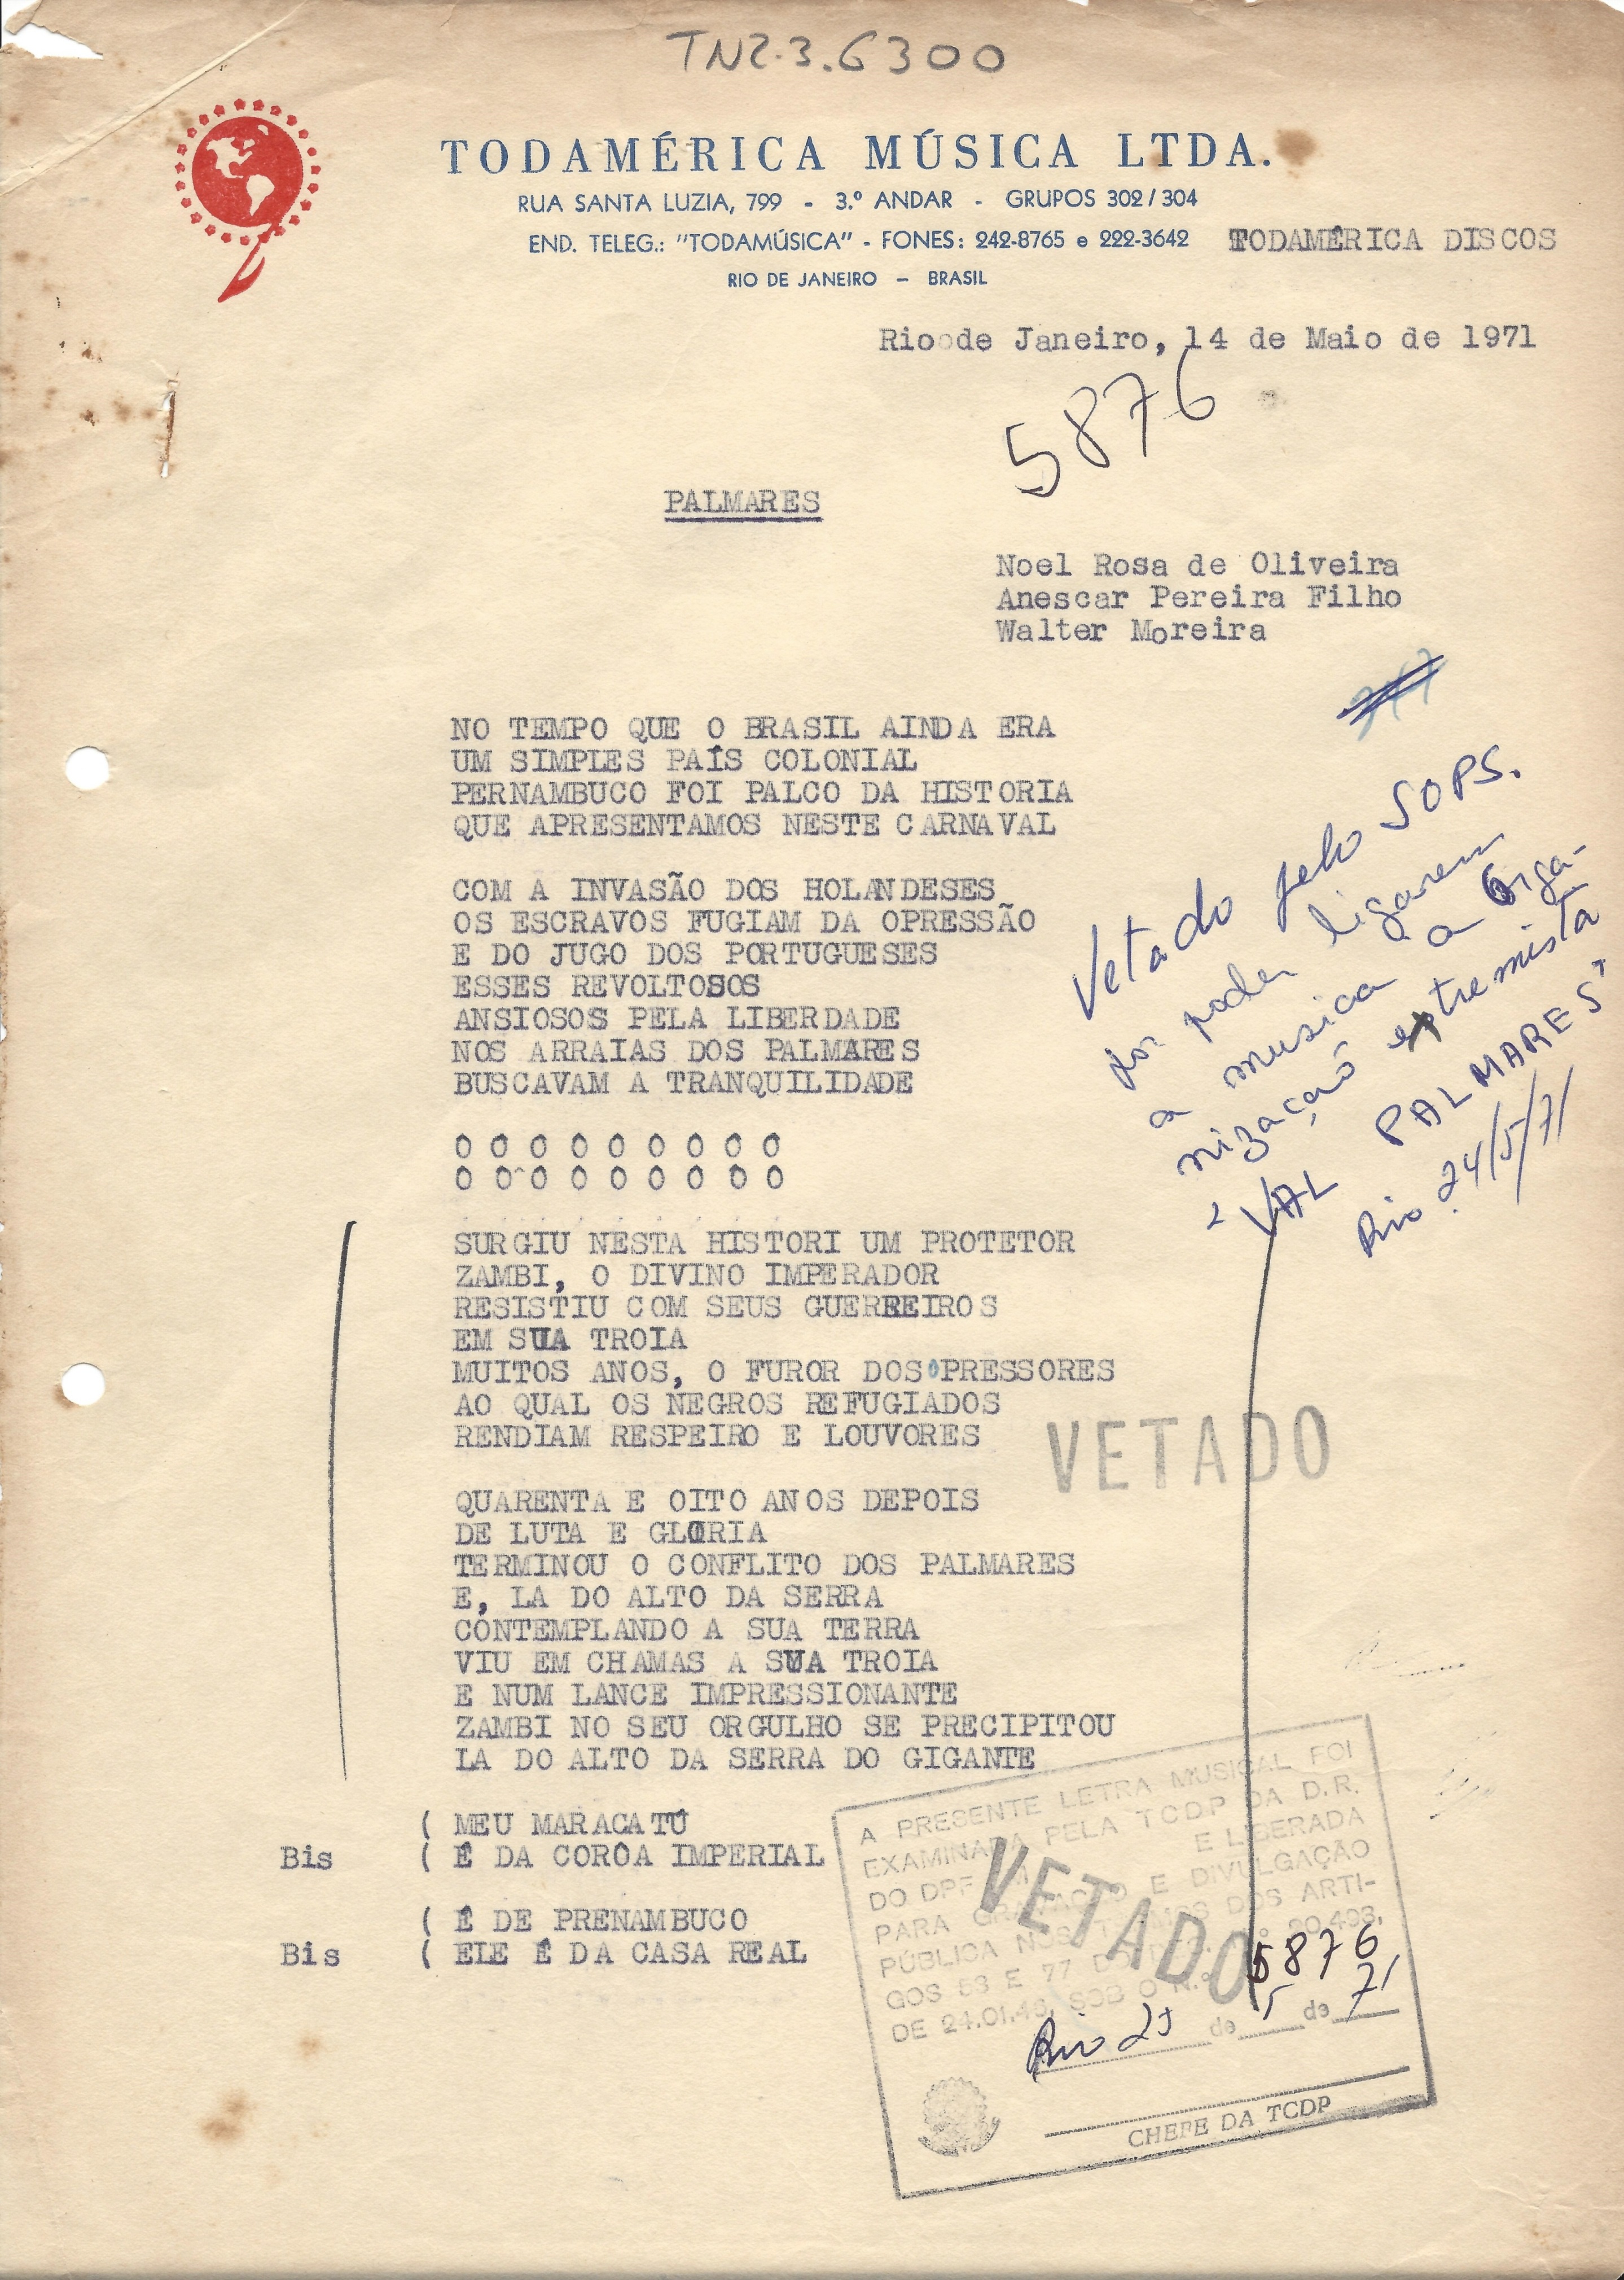 TN2.3.6300
TODAMÉRICA MÚSICA LTDA.
RUA SANTA LUZIA, 799 - 3.º ANDAR - GRUPOS 302/304
END. TELEG.: "TODAMÚSICA" - FONES: 242-8765 e 222-3642
TODAMÉRICA DISCOS
RIO DE JANEIRO — BRASIL
Rio de Janeiro, 14 de Maio de 1971
5876
PALMARES
Noel Rosa de Oliveira
Anescar Pereira Filho
Walter Moreira
NO TEMPO QUE O BRASIL AINDA ERA
UM SIMPLES PAÍS COLONIAL
PERNAMBUCO FOI PALCO DA HISTORIA
QUE APRESENTAMOS NESTE CARNAVAL
COM A INVASÃO DOS HOLANDESES
OS ESCRAVOS FUGIAM DA OPRESSÃO
E DO JUGO DOS PORTUGUESES
ESSES REVOLTOSOS
ANSIOSOS PELA LIBERDADE
NOS ARRAIAS DOS PALMARES
BUSCAVAM A TRANQUILIDADE
Ó Ó Ó Ó Ó Ó Ó Ó Ó
Ó Ó Ó Ó Ó Ó Ó Ó Ó
Vetado pelo SOPS.
por poder ligarem
a musica a Orga-
nização extremista
"VAL PALMARES"
Rio 24/5/71
SURGIU NESTA HISTORI UM PROTETOR
ZAMBI, O DIVINO IMPERADOR
RESISTIU COM SEUS GUERREIROS
EM SUA TROIA
MUITOS ANOS, O FUROR DOS OPRESSORES
AO QUAL OS NEGROS REFUGIADOS
RENDIAM RESPEIRO E LOUVORES
VETADO
QUARENTA E OITO ANOS DEPOIS
DE LUTA E GLORIA
TERMINOU O CONFLITO DOS PALMARES
E, LA DO ALTO DA SERRA
CONTEMPLANDO A SUA TERRA
VIU EM CHAMAS A SUA TROIA
E NUM LANCE IMPRESSIONANTE
ZAMBI NO SEU ORGULHO SE PRECIPITOU
LA DO ALTO DA SERRA DO GIGANTE
( MEU MARACATÚ
Bis ( É DA COROA IMPERIAL
( É DE PRENAMBUCO
Bis ( ELE É DA CASA REAL
A PRESENTE LETRA MUSICAL FOI
EXAMINADA PELA TCDP DA D.R.
DO DPF E LIBERADA
PARA GRAVAÇÃO E DIVULGAÇÃO
PÚBLICA NOS TERMOS DOS ARTI-
GOS 53 E 77 20.493,
DE 24.01.46, SOB O N.º 5876
VETADO
Rio 25 de 5 de 71
CHEFE DA TCDP